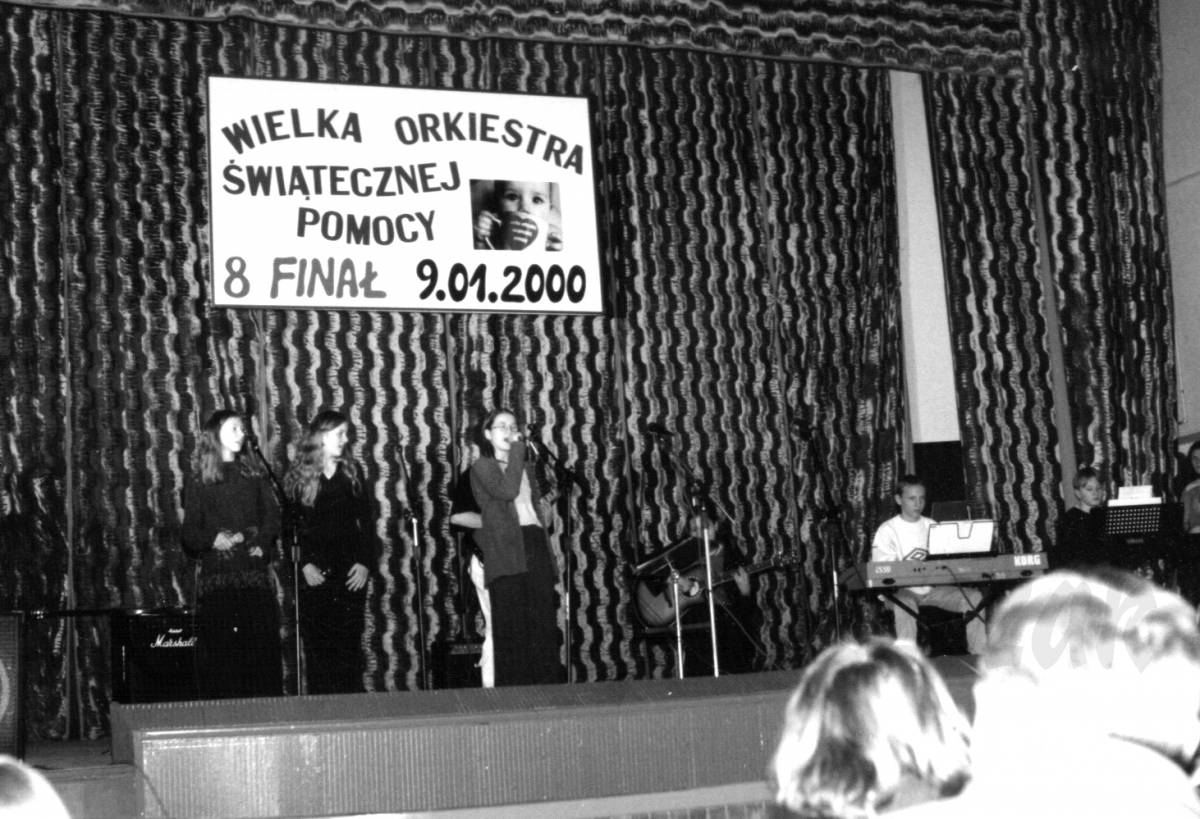 WIELKA ORKIESTRA
ŚWIĄTECZNEJ
POMOCY
8 FINAŁ 9.01.2000
Marshall
KORG